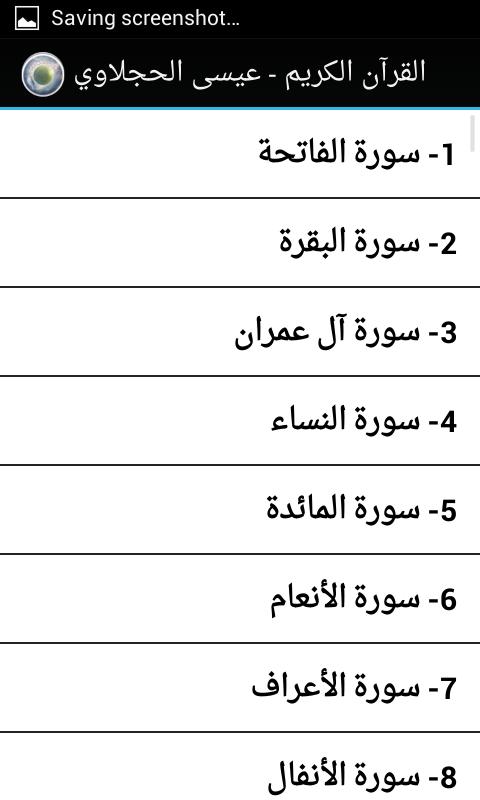 Saving screenshot...
القرآن الكريم - عيسى الحجلاوي
1- سورة الفاتحة
2- سورة البقرة
3- سورة آل عمران
4- سورة النساء
5- سورة المائدة
6- سورة الأنعام
7- سورة الأعراف
8- سورة الأنفال